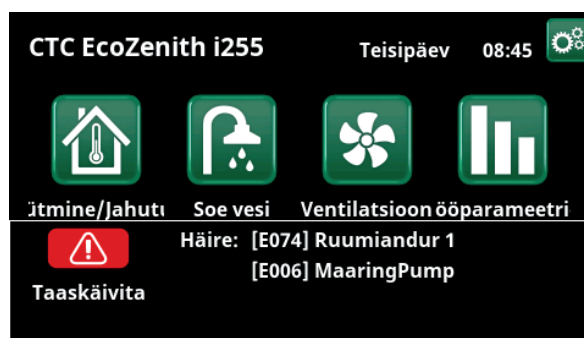 CTC EcoZenith i255 Teisipäev 08:45
ütmine/Jahutu Soe vesi Ventilatsioon ööparameetri
Häire: [E074] Ruumiandur 1
[E006] MaaringPump
Taaskäivita